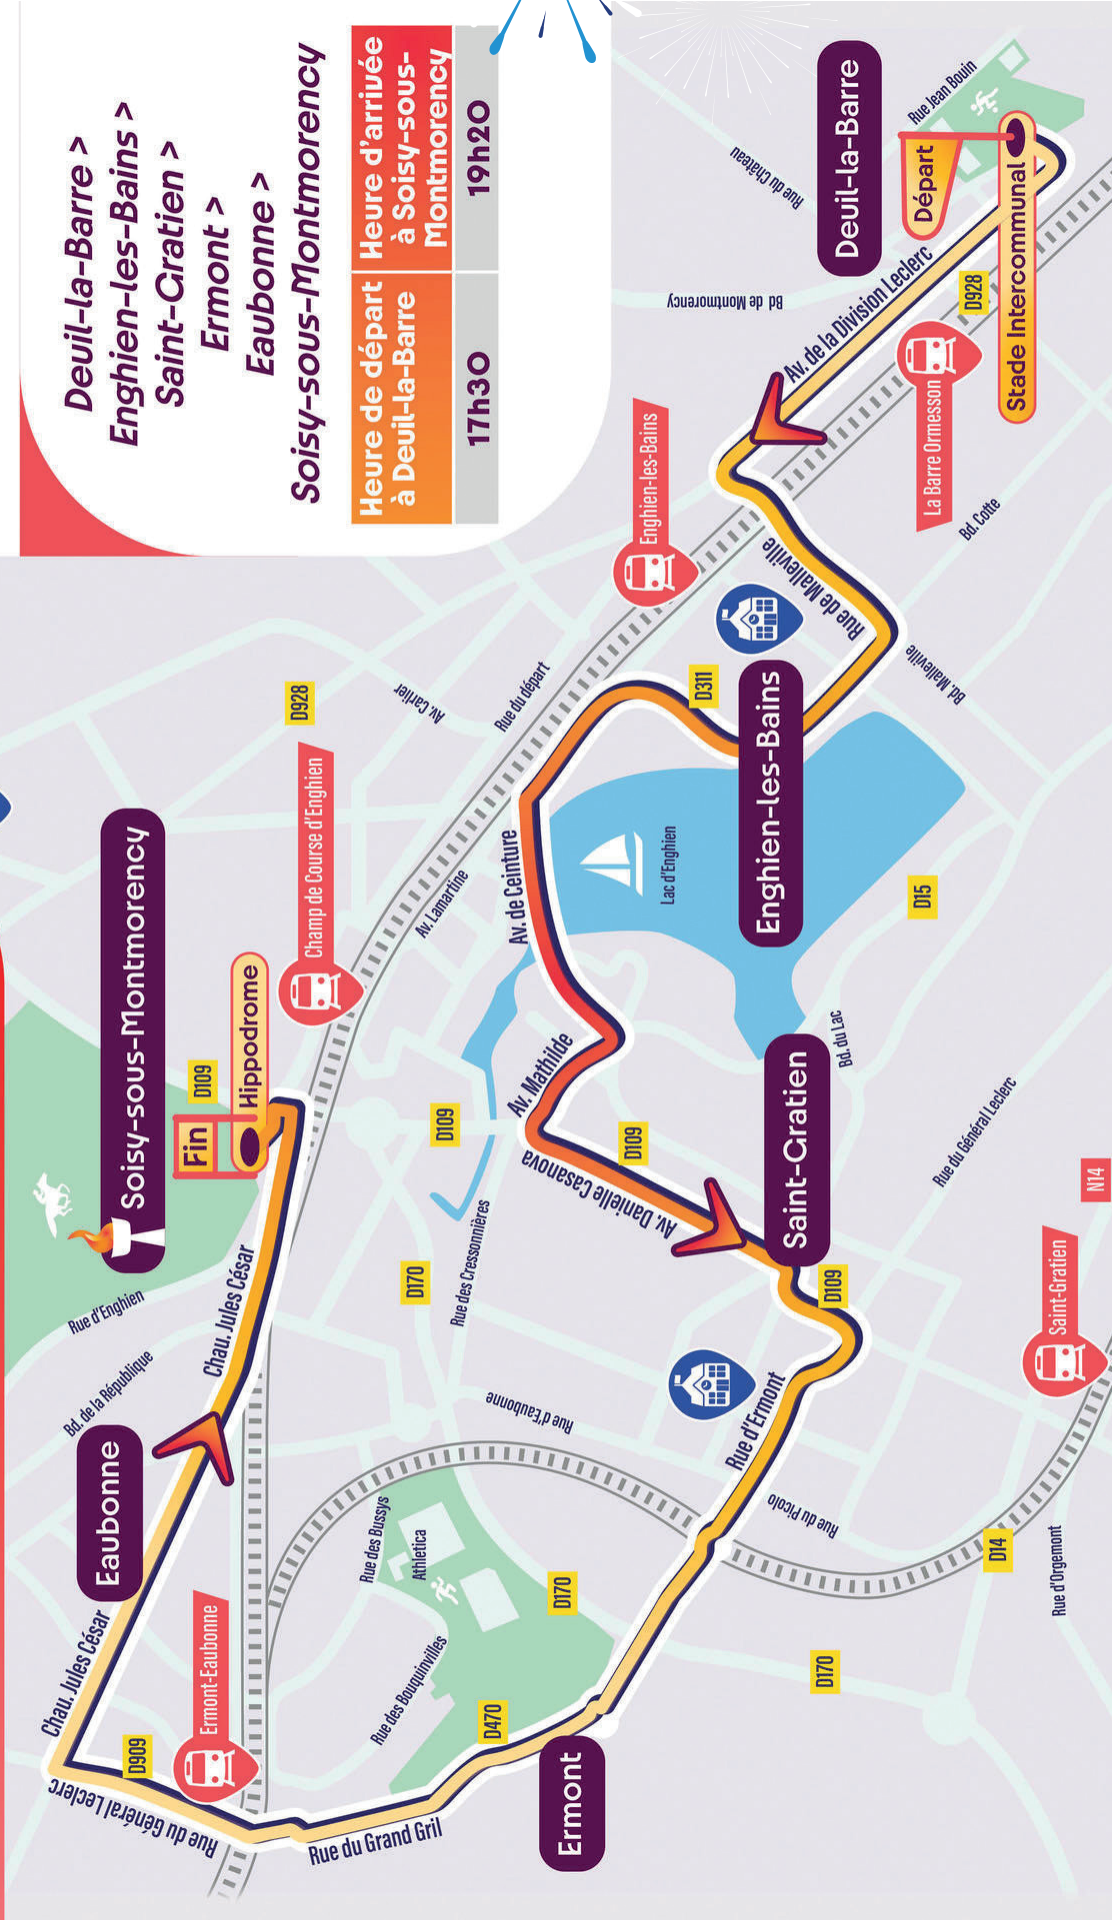 Deuil-la-Barre >
Enghien-les-Bains >
Saint-Gratien >
Ermont >
Eaubonne >
Soisy-sous-Montmorency
Heure de départ
à Deuil-la-Barre
Heure d'arrivée
à Soisy-sous-
Montmorency
17h30
19h20
Soisy-sous-Montmorency
Fin
Hippodrome
D109
Champ de Course d'Enghien
D928
Av. Carlier
Rue du départ
Av. Lamartine
Rue d'Enghien
Bd. de la République
Chau. Jules César
Eaubonne
Chau. Jules César
D909
Rue du Général Leclerc
Ermont-Eaubonne
Rue du Grand Gril
Ermont
D470
Rue des Bouquinvilles
Rue des Bussys
Athletica
D170
D170
Rue d'Eaubonne
Rue des Cressonnières
D170
D109
Av. Mathilde
Av. de Ceinture
Av. Danielle Casanova
D109
Saint-Gratien
D109
Rue d'Ermont
Rue du Picolo
D14
Rue d'Orgemont
Saint-Gratien
N14
Rue du Général Leclerc
Bd. du Lac
D15
Lac d'Enghien
Enghien-les-Bains
D311
Enghien-les-Bains
Rue de Malleville
Bd. Malleville
Bd. Cotte
La Barre Ormesson
D928
Av. de la Division Leclerc
Bd de Montmorency
Rue du Château
Deuil-la-Barre
Départ
Stade Intercommunal
Rue Jean Bouin